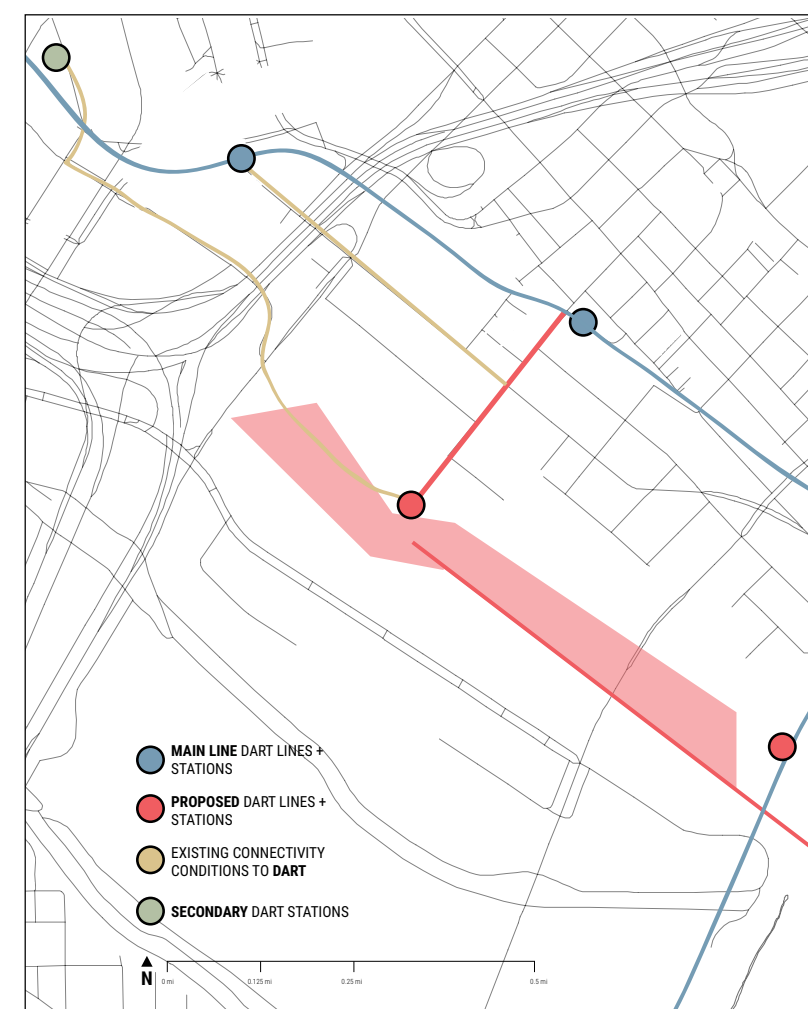 MAIN LINE DART LINES +
STATIONS
PROPOSED DART LINES +
STATIONS
EXISTING CONNECTIVITY
CONDITIONS TO DART
SECONDARY DART STATIONS
N
0 mi 0.125 mi 0.25 mi 0.5 mi